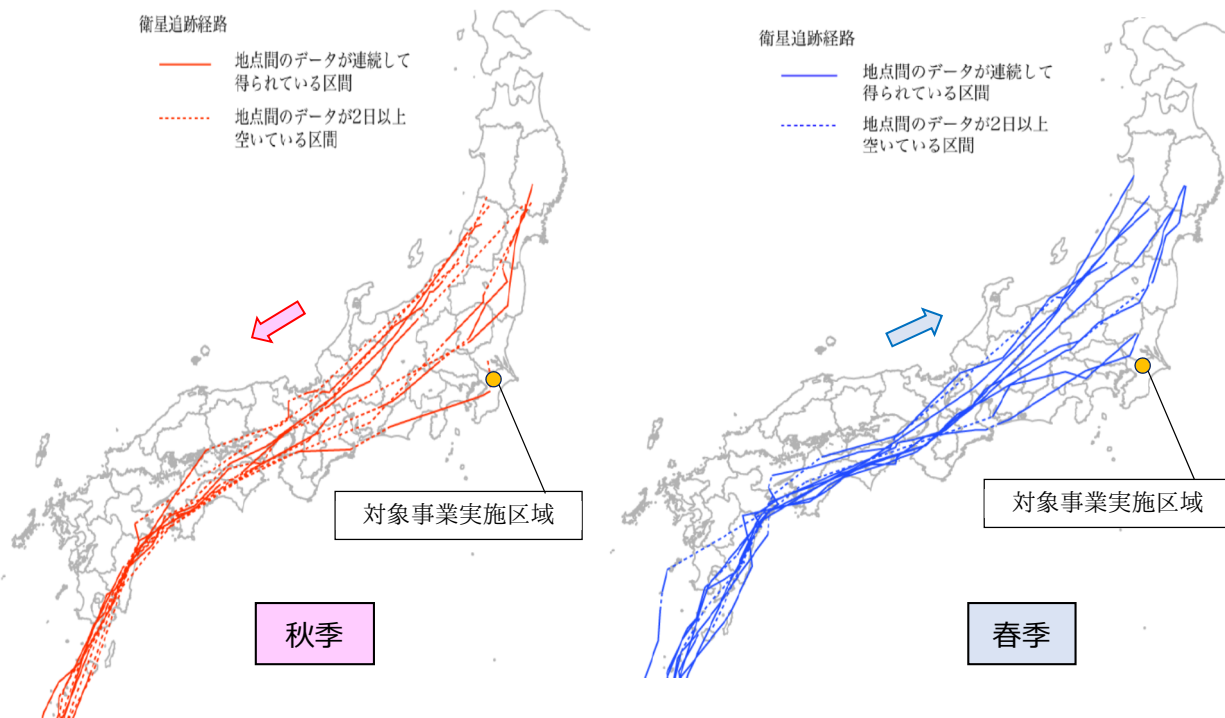 衛星追跡経路
地点間のデータが連続して
得られている区間
地点間のデータが2日以上
空いている区間
対象事業実施区域
秋季
衛星追跡経路
地点間のデータが連続して
得られている区間
地点間のデータが2日以上
空いている区間
対象事業実施区域
春季